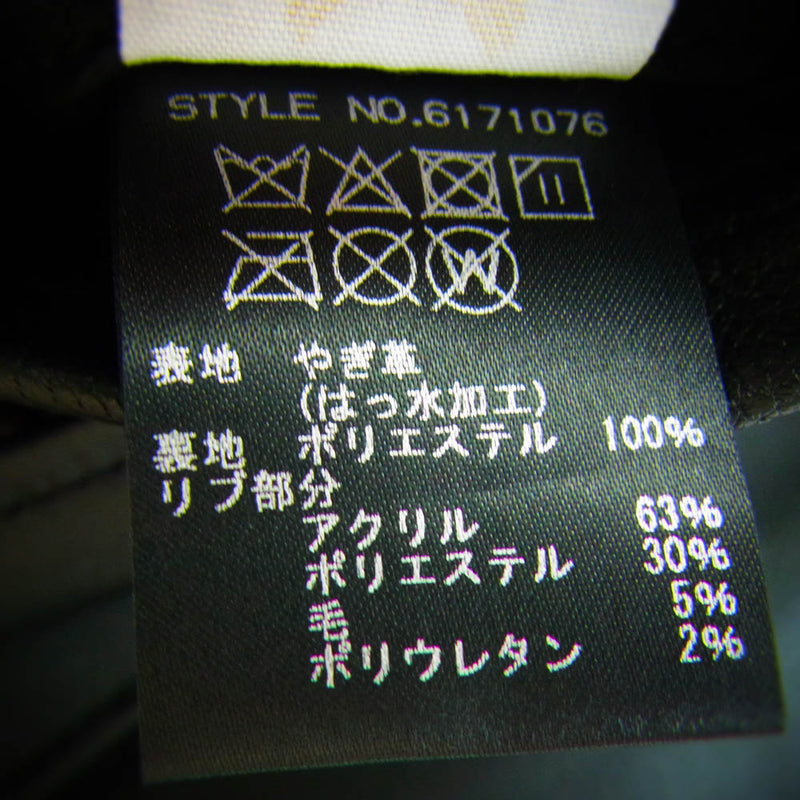 STYLE NO.6171076
W
表地 やぎ革
(はっ水加工)
裏地 ポリエステル 100%
リブ部分
アクリル 63%
ポリエステル 30%
毛 5%
ポリウレタン 2%